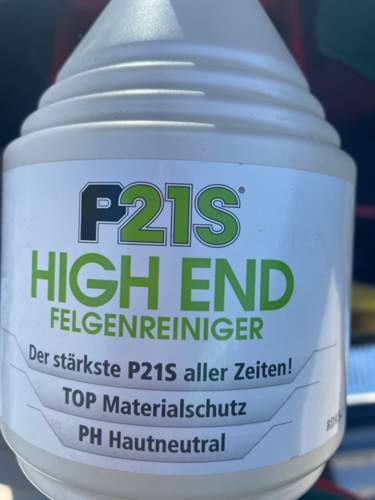 P21S®
HIGH END
FELGENREINIGER
Der stärkste P21S aller Zeiten!
TOP Materialschutz
PH Hautneutral